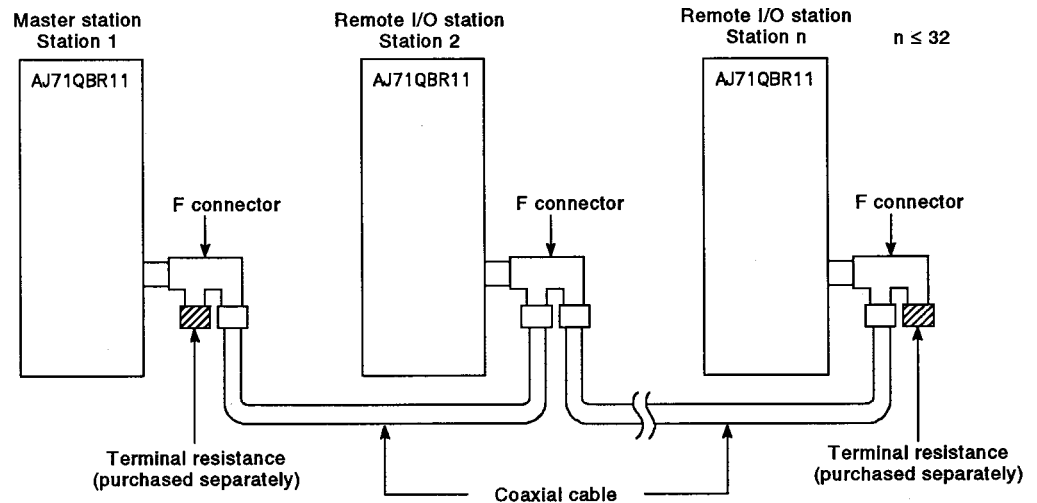 Master station
Station 1
Remote I/O station
Station 2
Remote I/O station
Station n
n ≤ 32
AJ71QBR11
AJ71QBR11
AJ71QBR11
F connector
F connector
F connector
Terminal resistance
(purchased separately)
Coaxial cable
Terminal resistance
(purchased separately)